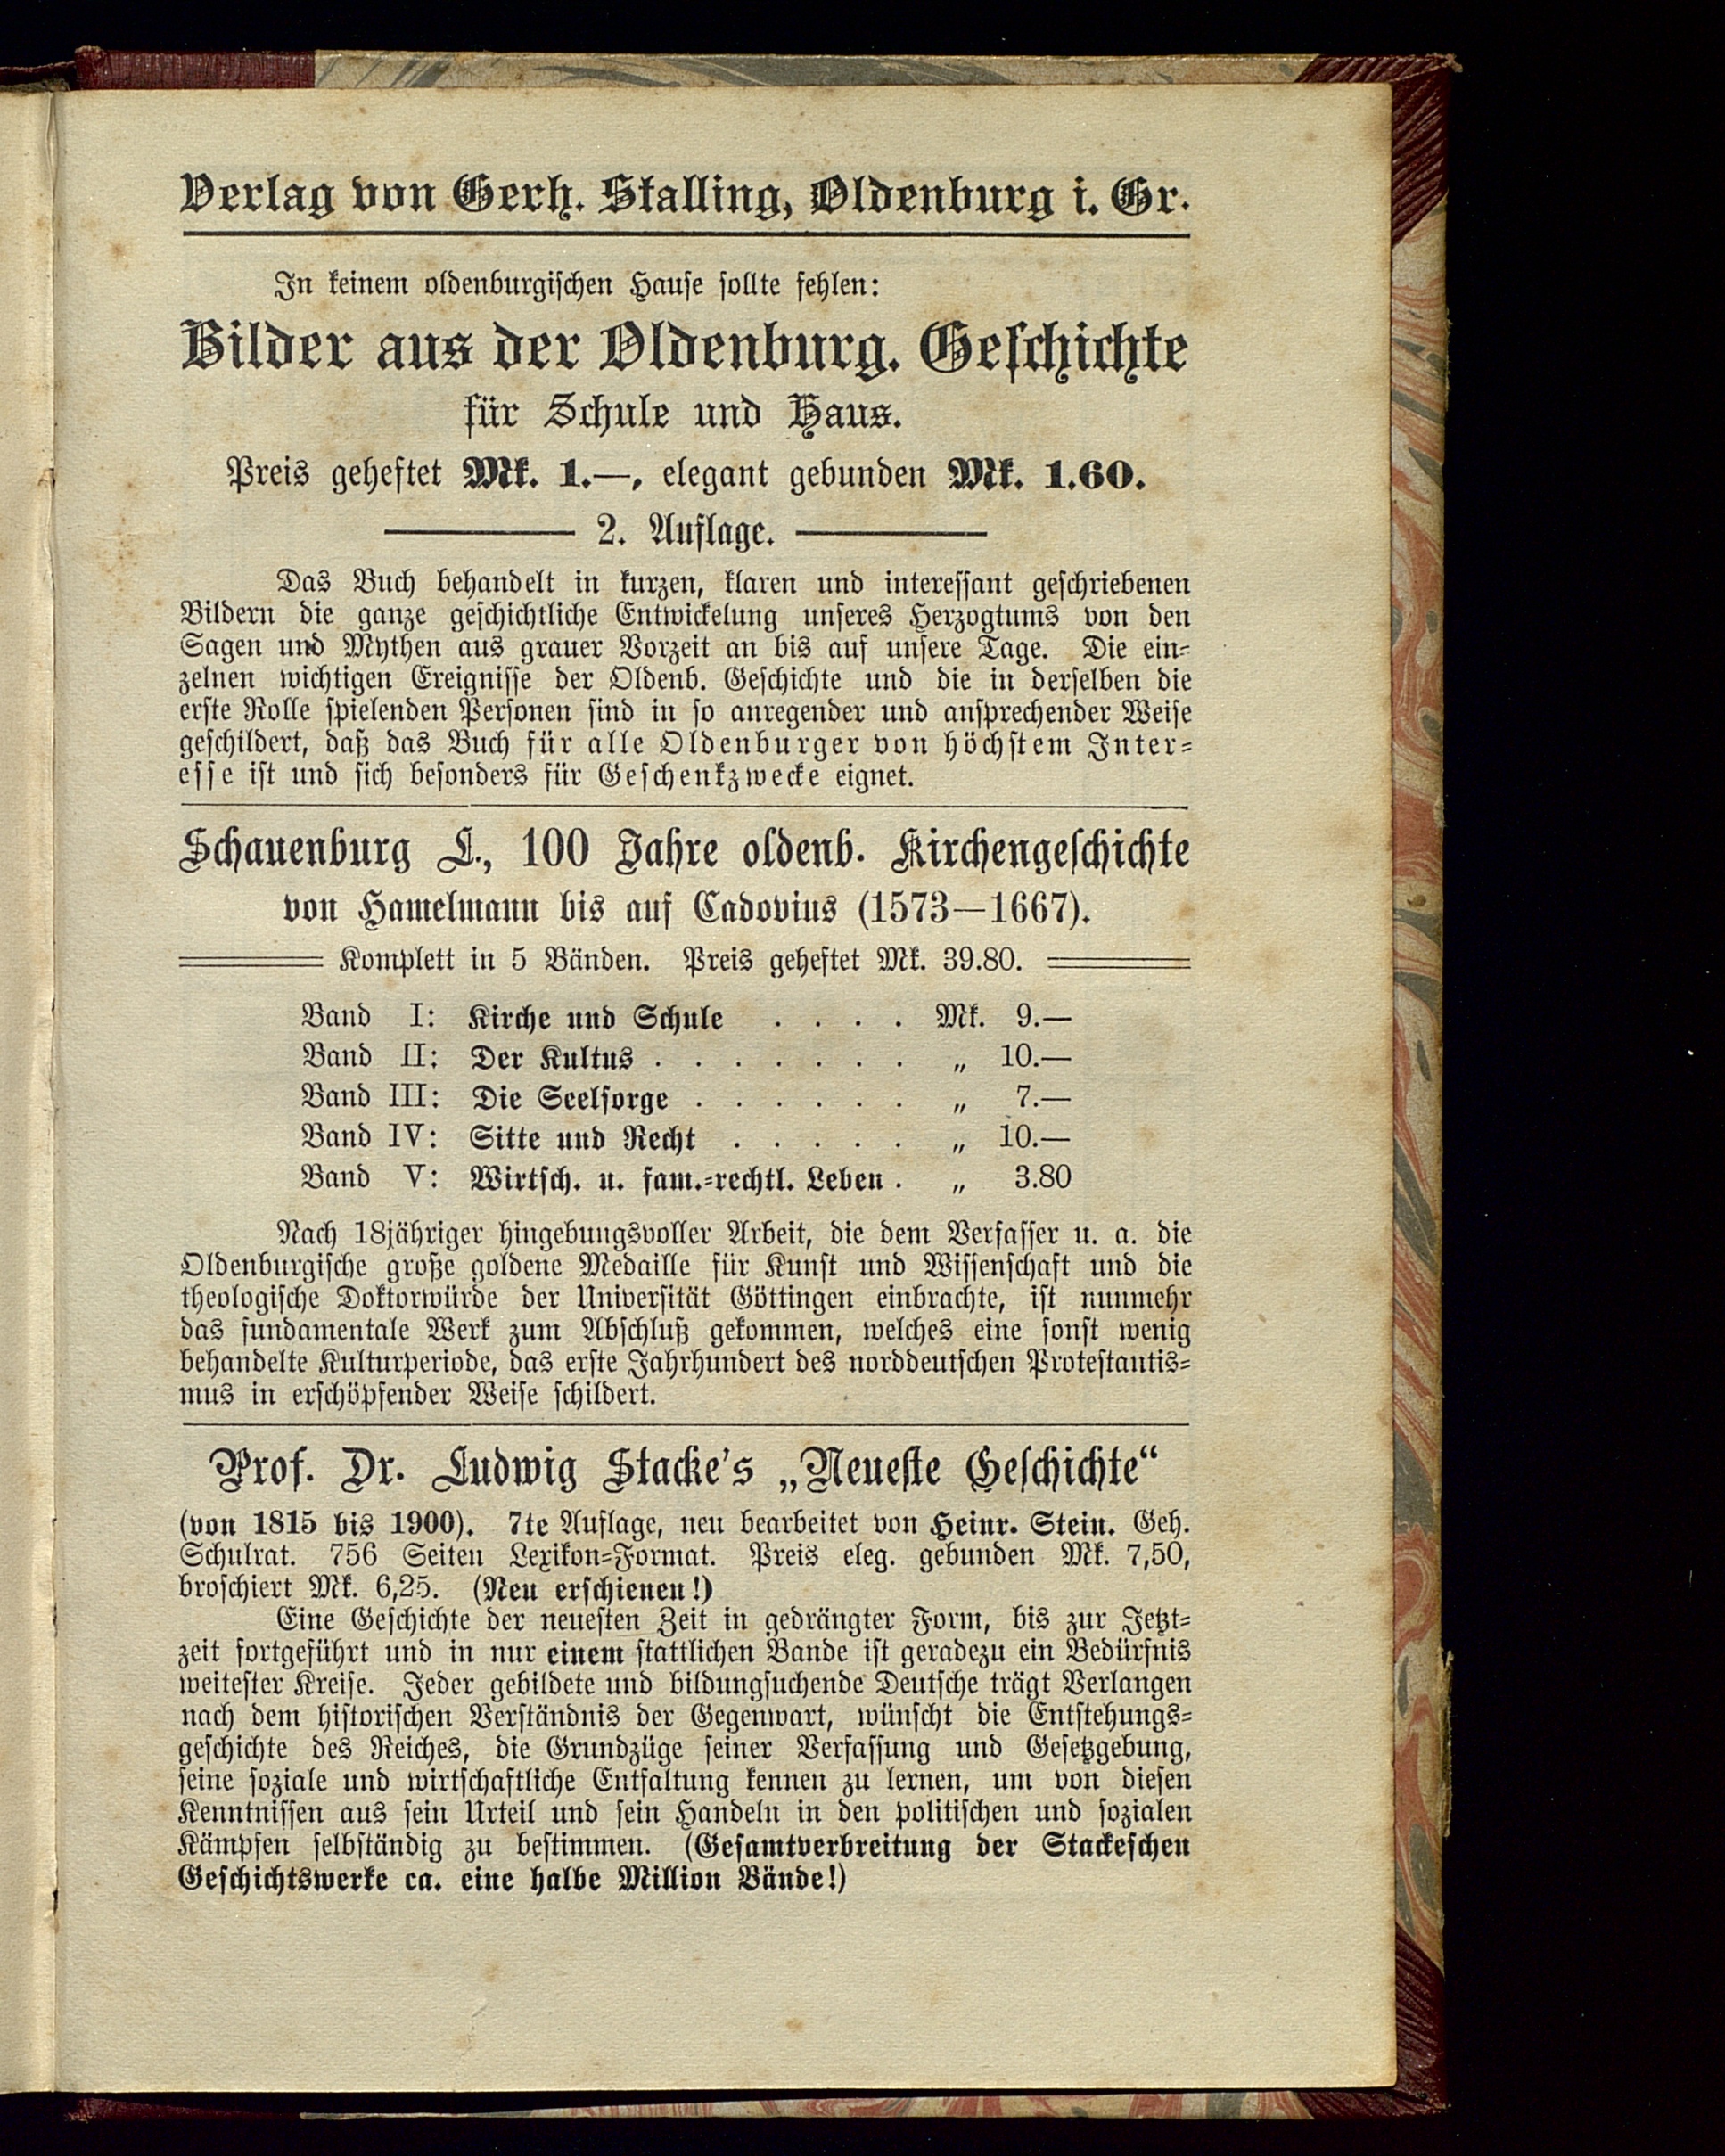 Verlag von Gerh. Stalling, Oldenburg i. Gr.
In keinem oldenburgischen Hause sollte fehlen:
Bilder aus der Oldenburg. Geschichte
für Schule und Haus.
Preis geheftet Mk. 1.—, elegant gebunden Mk. 1.60.
2. Auflage.
Das Buch behandelt in kurzen, klaren und interessant geschriebenen
Bildern die ganze geschichtliche Entwickelung unseres Herzogtums von den
Sagen und Mythen aus grauer Vorzeit an bis auf unsere Tage. Die ein-
zelnen wichtigen Ereignisse der Oldenb. Geschichte und die in derselben die
erste Rolle spielenden Personen sind in so anregender und ansprechender Weise
geschildert, daß das Buch für alle Oldenburger von höchstem Inter-
esse ist und sich besonders für Geschenkzwecke eignet.
Schauenburg L., 100 Jahre oldenb. Kirchengeschichte
von Hamelmann bis auf Cadovius (1573—1667).
Komplett in 5 Bänden. Preis geheftet Mk. 39.80.
Band I: Kirche und Schule . . . . Mk. 9.—
Band II: Der Kultus . . . . . . . „ 10.—
Band III: Die Seelsorge . . . . . . „ 7.—
Band IV: Sitte und Recht . . . . . „ 10.—
Band V: Wirtsch. u. fam.-rechtl. Leben . „ 3.80
Nach 18jähriger hingebungsvoller Arbeit, die dem Verfasser u. a. die
Oldenburgische große goldene Medaille für Kunst und Wissenschaft und die
theologische Doktorwürde der Universität Göttingen einbrachte, ist nunmehr
das fundamentale Werk zum Abschluß gekommen, welches eine sonst wenig
behandelte Kulturperiode, das erste Jahrhundert des norddeutschen Protestantis-
mus in erschöpfender Weise schildert.
Prof. Dr. Ludwig Stacke's „Neueste Geschichte“
(von 1815 bis 1900). 7te Auflage, neu bearbeitet von Heinr. Stein. Geh.
Schulrat. 756 Seiten Lexikon-Format. Preis eleg. gebunden Mk. 7,50,
broschiert Mk. 6,25. (Neu erschienen!)
Eine Geschichte der neuesten Zeit in gedrängter Form, bis zur Jetzt-
zeit fortgeführt und in nur einem stattlichen Bande ist geradezu ein Bedürfnis
weitester Kreise. Jeder gebildete und bildungsuchende Deutsche trägt Verlangen
nach dem historischen Verständnis der Gegenwart, wünscht die Entstehungs-
geschichte des Reiches, die Grundzüge seiner Verfassung und Gesetzgebung,
seine soziale und wirtschaftliche Entfaltung kennen zu lernen, um von diesen
Kenntnissen aus sein Urteil und sein Handeln in den politischen und sozialen
Kämpfen selbständig zu bestimmen. (Gesamtverbreitung der Stackeschen
Geschichtswerke ca. eine halbe Million Bände!)